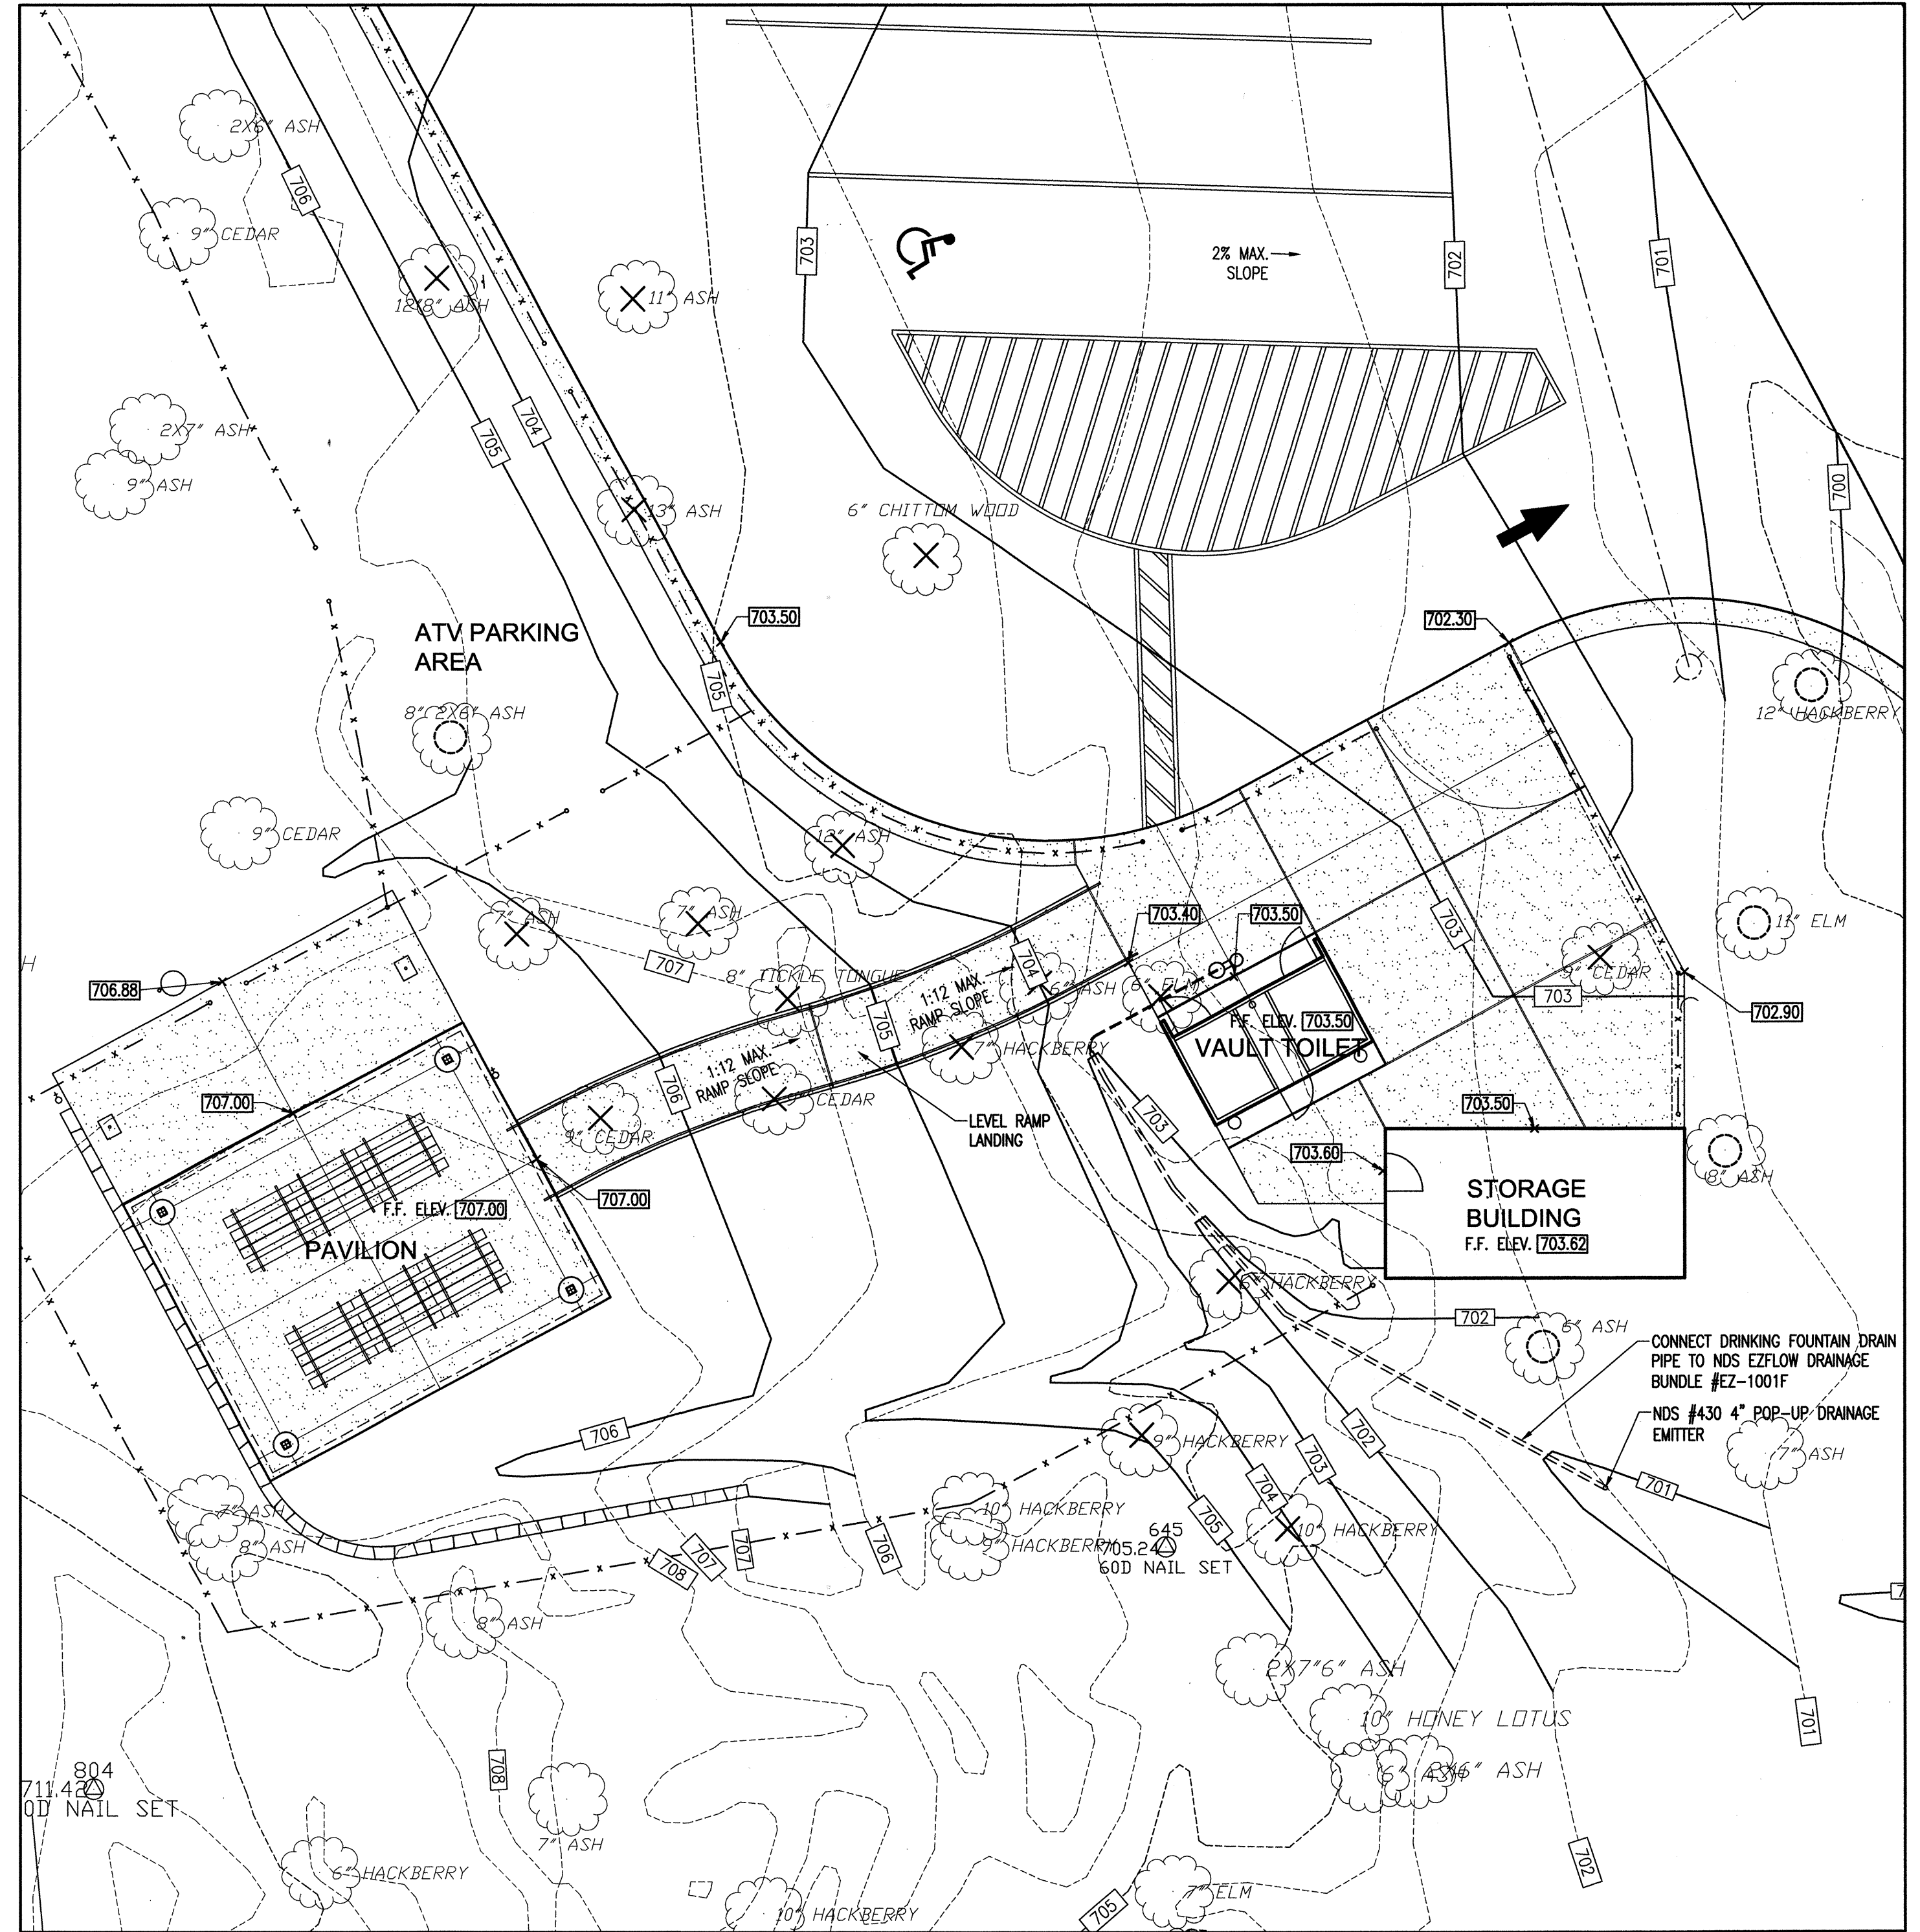 2X6" ASH
706
9" CEDAR
703
2% MAX.
SLOPE
702
701
12"8" ASH
11" ASH
704
705
2X7" ASH
9" ASH
13" ASH
6" CHITTOM WOOD
700
703.50
702.30
ATV PARKING
AREA
705
8" 2X6" ASH
12" HACKBERRY
9" CEDAR
12" ASH
7" ASH
7" ASH
703.40
703.50
703
11" ELM
H
707
8" TICKLE TONGUE
704
9" CEDAR
706.88
1:12 MAX.
RAMP SLOPE
6" ASH
6" ELM
703
702.90
705
F.F. ELEV. 703.50
VAULT TOILET
7" HACKBERRY
1:12 MAX.
RAMP SLOPE
706
9" CEDAR
707.00
9" CEDAR
LEVEL RAMP
LANDING
703
703.50
703.60
8" ASH
707.00
F.F. ELEV. 707.00
PAVILION
STORAGE
BUILDING
F.F. ELEV. 703.62
6" HACKBERRY
702
6" ASH
CONNECT DRINKING FOUNTAIN DRAIN
PIPE TO NDS EZFLOW DRAINAGE
BUNDLE #EZ-1001F
NDS #430 4" POP-UP DRAINAGE
EMITTER
706
9" HACKBERRY
702
703
7" ASH
704
701
7" ASH
10" HACKBERRY
705
645
10" HACKBERRY
8" ASH
9" HACKBERRY
705.24
60D NAIL SET
708
707
707
706
8" ASH
2X7"6" ASH
10" HONEY LOTUS
701
6" ASH
2X6" ASH
804
711.42
0D NAIL SET
708
7" ASH
702
6" HACKBERRY
7" ELM
10" HACKBERRY
705
7